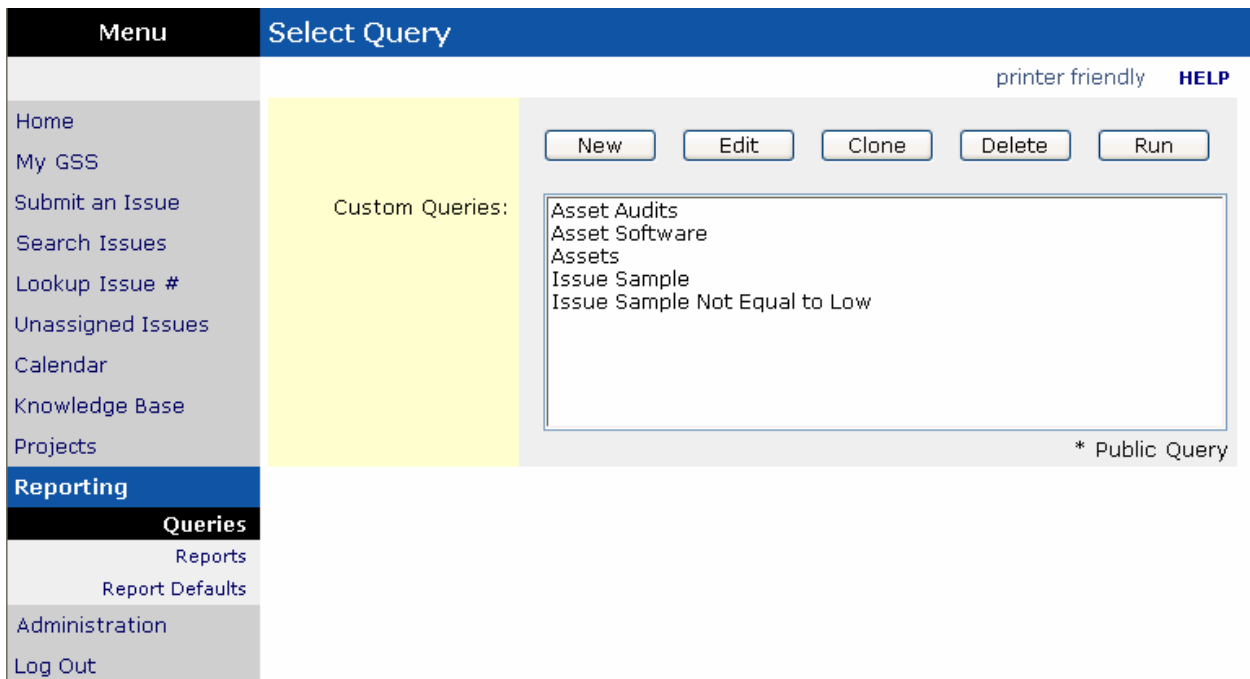 Menu
Select Query
printer friendly HELP
Home
My GSS
Submit an Issue
Search Issues
Lookup Issue #
Unassigned Issues
Calendar
Knowledge Base
Projects
Reporting
Queries
Reports
Report Defaults
Administration
Log Out
New Edit Clone Delete Run
Custom Queries:
Asset Audits
Asset Software
Assets
Issue Sample
Issue Sample Not Equal to Low
* Public Query